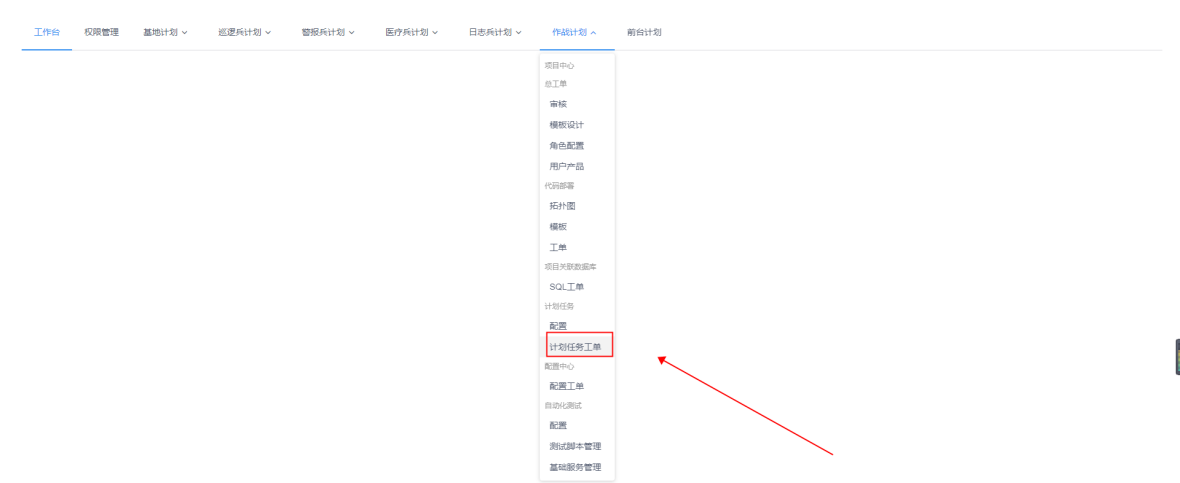 工作台 权限管理 基地计划 巡逻兵计划 警报兵计划 医疗兵计划 日志兵计划 作战计划 前台计划
项目中心
总工单
审核
模板设计
角色配置
用户产品
代码部署
拓扑图
模板
工单
项目关联数据库
SQL工单
计划任务
配置
计划任务工单
配置中心
配置工单
自动化测试
配置
测试脚本管理
基础服务管理